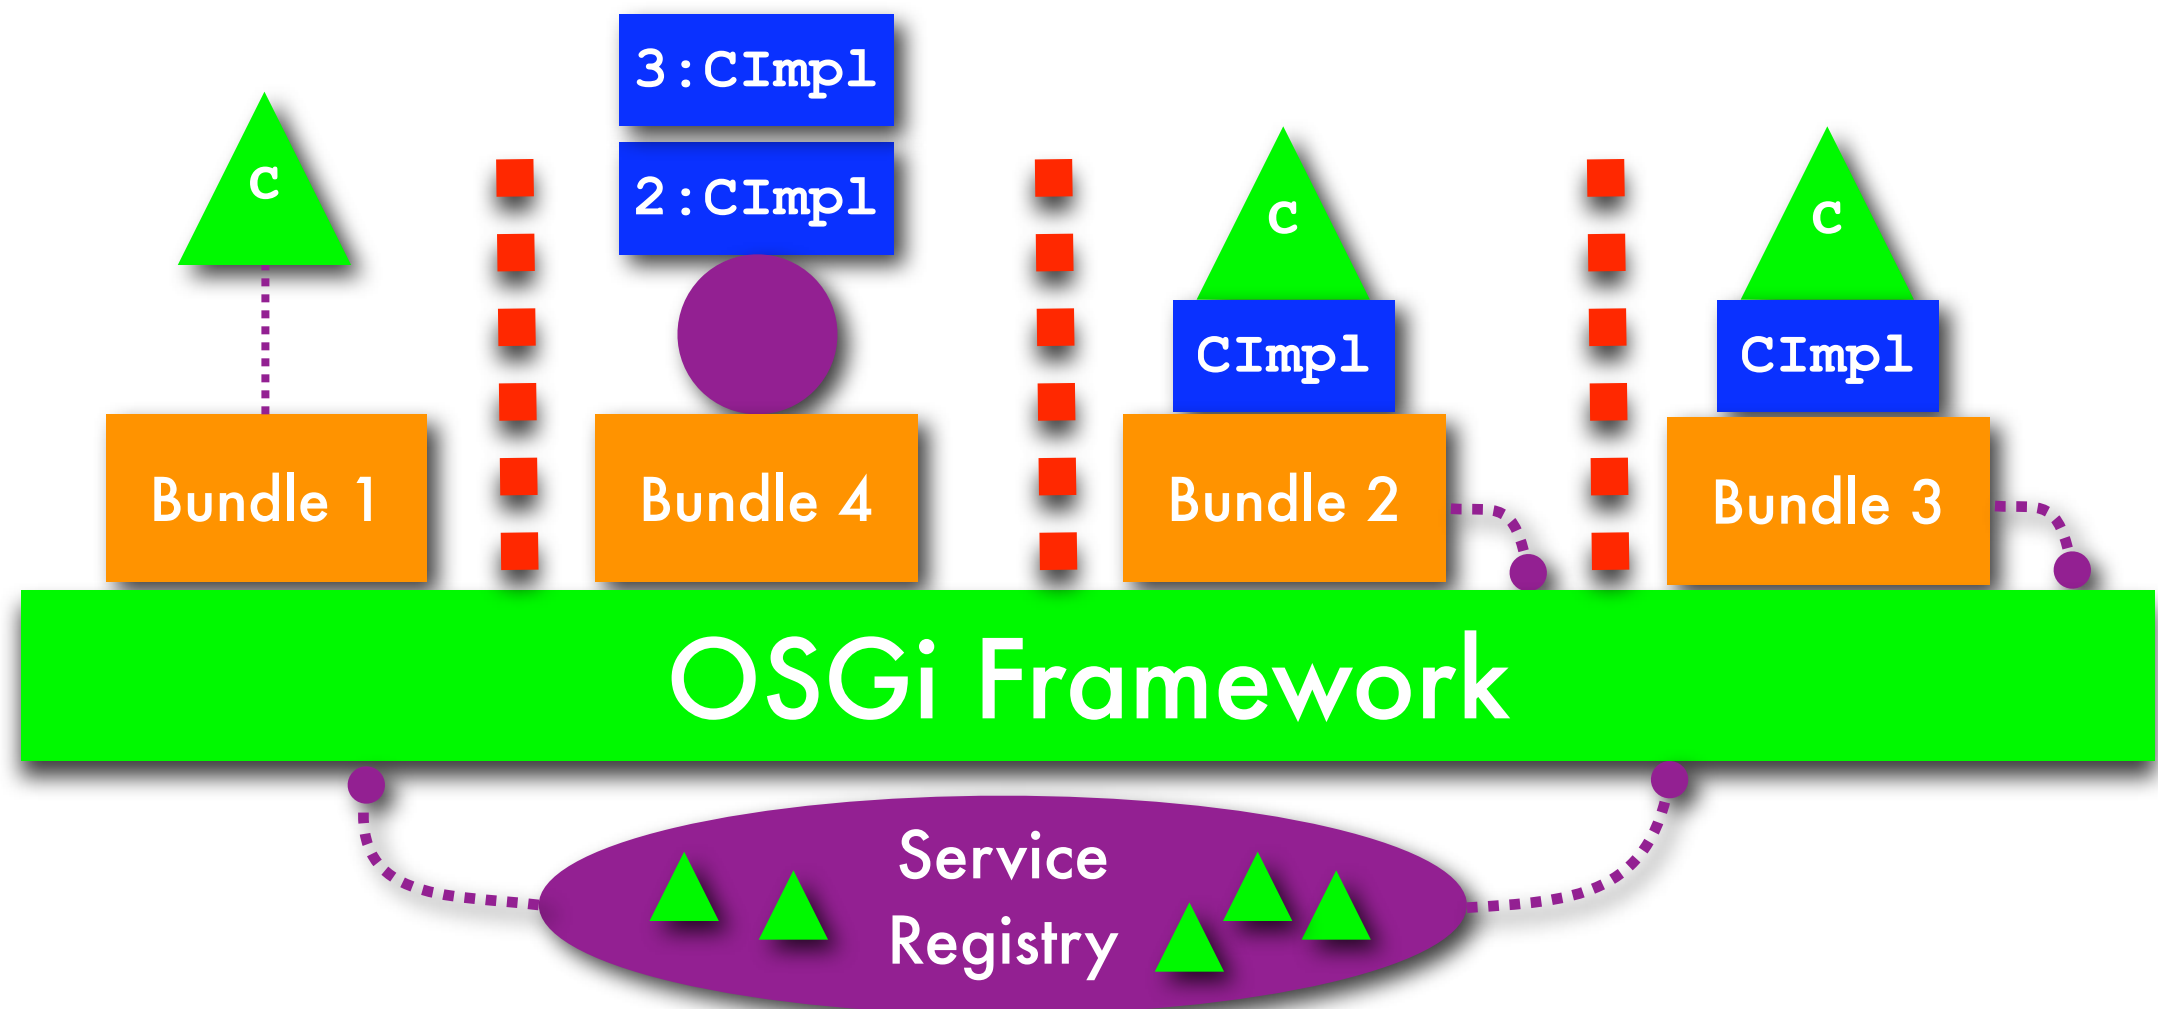 3:CImpl
2:CImpl
C
C
C
CImpl
CImpl
Bundle 1
Bundle 4
Bundle 2
Bundle 3
OSGi Framework
Service
Registry